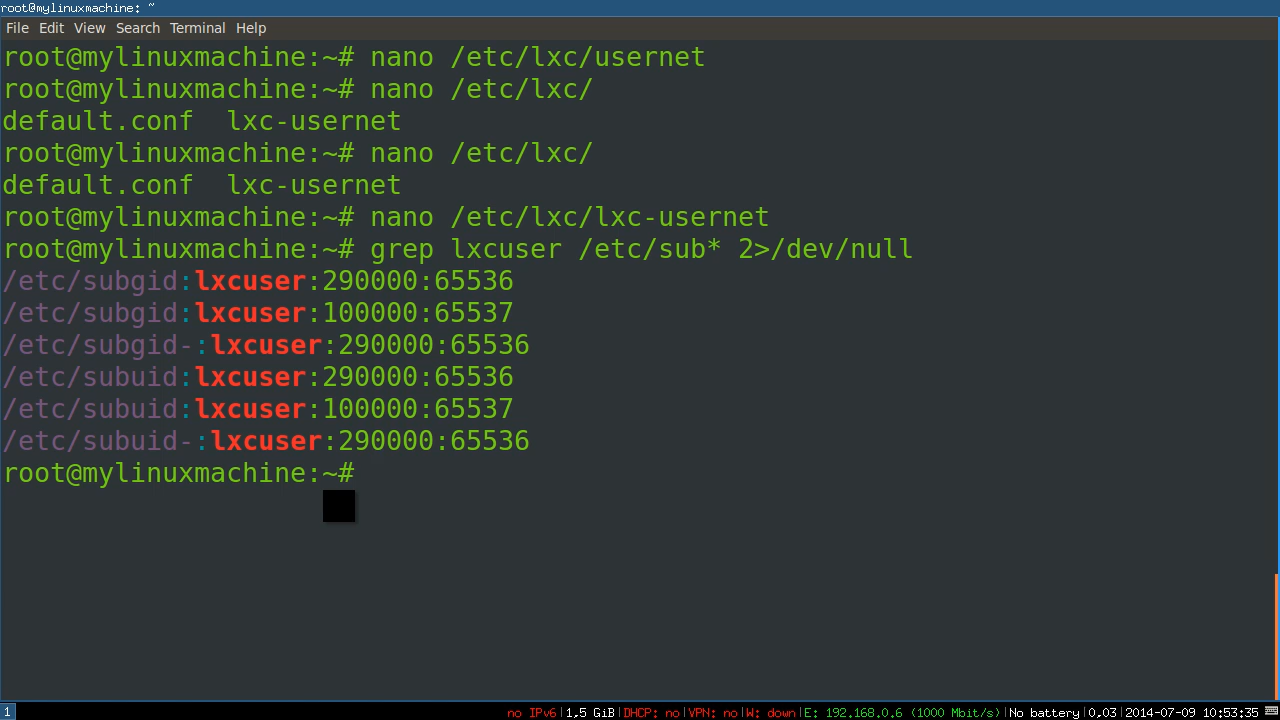 root@mylinuxmachine: ~
File Edit View Search Terminal Help
root@mylinuxmachine:~# nano /etc/lxc/usernet
root@mylinuxmachine:~# nano /etc/lxc/
default.conf  lxc-usernet
root@mylinuxmachine:~# nano /etc/lxc/
default.conf  lxc-usernet
root@mylinuxmachine:~# nano /etc/lxc/lxc-usernet
root@mylinuxmachine:~# grep lxcuser /etc/sub* 2>/dev/null
/etc/subgid:lxcuser:290000:65536
/etc/subgid:lxcuser:100000:65537
/etc/subgid-:lxcuser:290000:65536
/etc/subuid:lxcuser:290000:65536
/etc/subuid:lxcuser:100000:65537
/etc/subuid-:lxcuser:290000:65536
root@mylinuxmachine:~#
1 no IPv6|1,5 GiB|DHCP: no|VPN: no|W: down|E: 192.168.0.6 (1000 Mbit/s)|No battery|0.03|2014-07-09 10:53:35